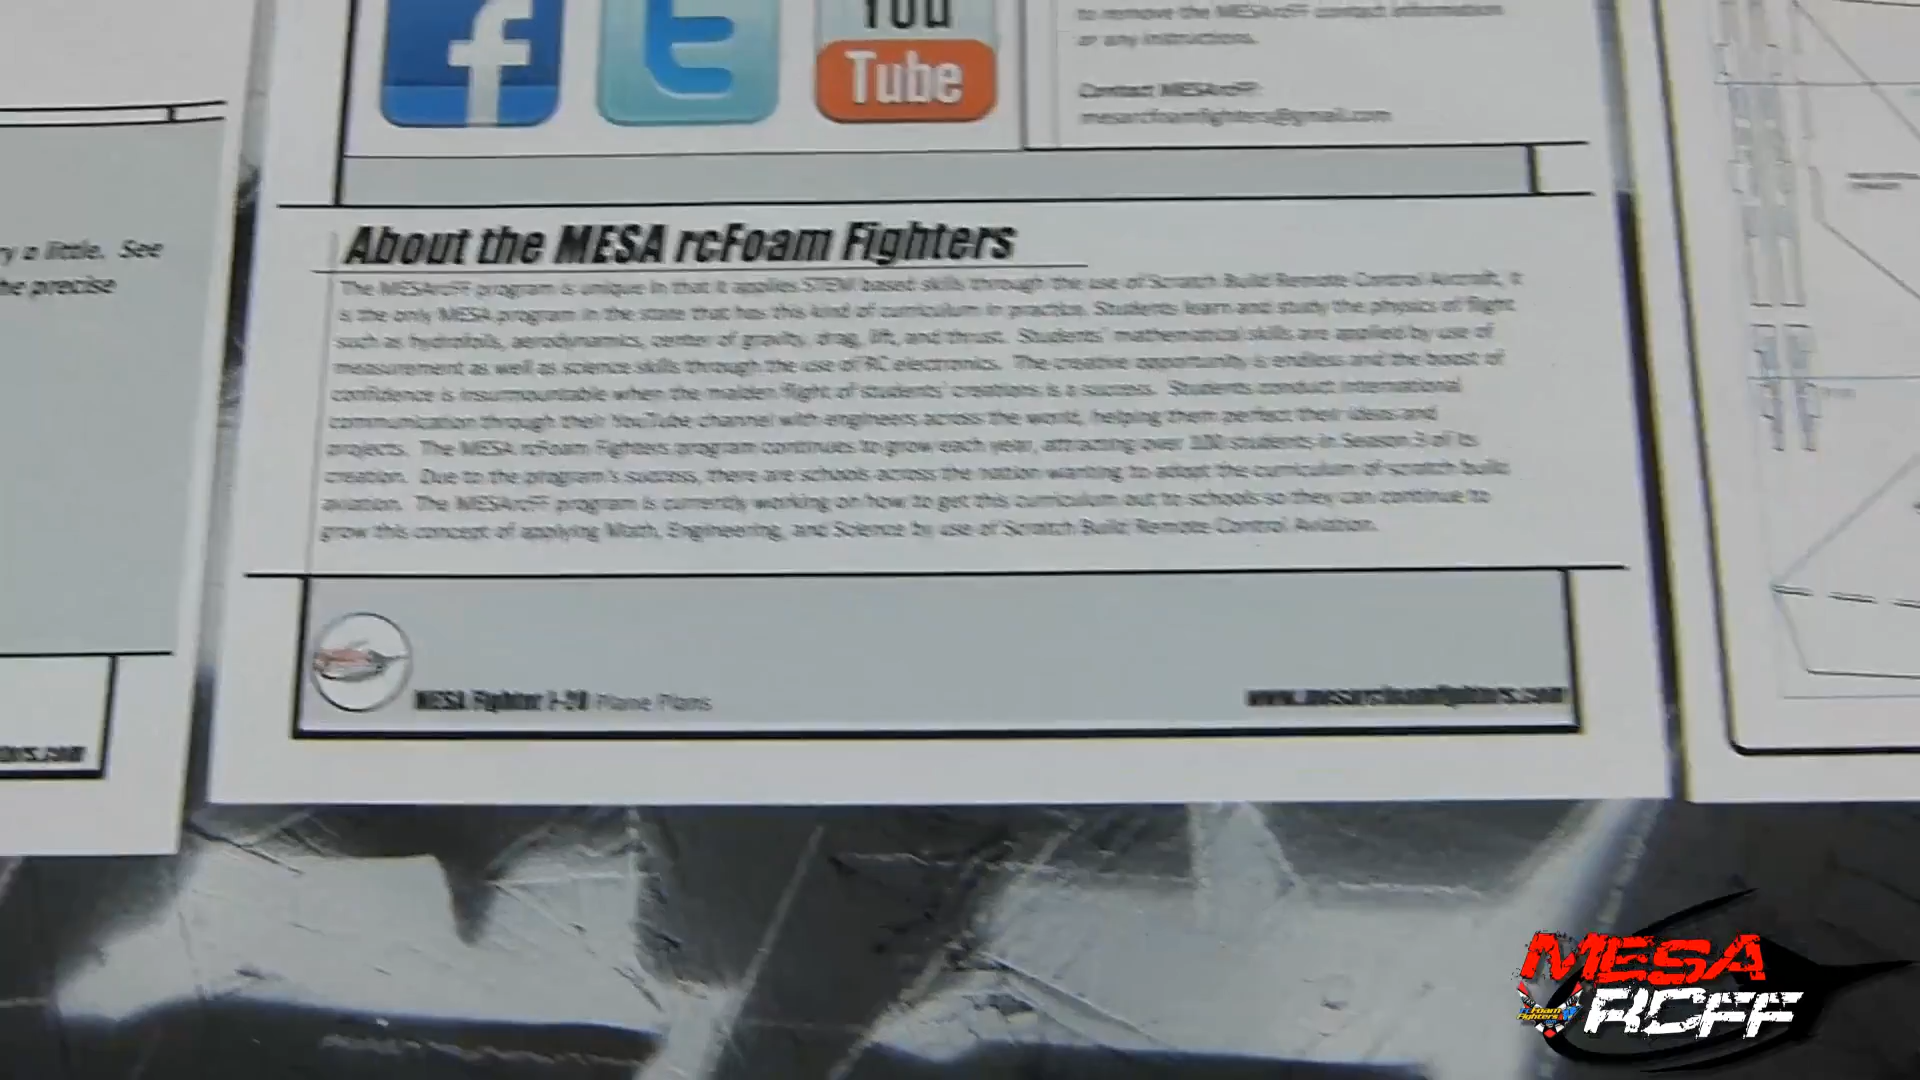 You
Tube
to remove the MESArcFF contact information
or any instructions.
Contact MESArcFF:
mesarcfoamfighters@gmail.com
ry a little. See
he precise
About the MESA rcFoam Fighters
The MESArcFF program is unique in that it applies STEM based skills through the use of Scratch Build Remote Control Aircraft, it
is the only MESA program in the state that has this kind of curriculum in practice. Students learn and study the physics of flight
such as hydrofoils, aerodynamics, center of gravity, drag, lift, and thrust. Students' mathematical skills are applied by use of
measurement as well as science skills through the use of RC electronics. The creative opportunity is endless and the boost of
confidence is insurmountable when the maiden flight of students' creations is a success. Students conduct international
communication through their YouTube channel with engineers across the world, helping them perfect their ideas and
projects. The MESA rcFoam Fighters program continues to grow each year, attracting over 100 students in Season 3 of its
creation. Due to the program's success, there are schools across the nation wanting to adopt the curriculum of scratch build
aviation. The MESArcFF program is currently working on how to get this curriculum out to schools so they can continue to
grow this concept of applying Math, Engineering, and Science by use of Scratch Build Remote Control Aviation.
MESA Fighter J-20 Plane Plans
www.mesarcfoamfighters.com
ters.com
MESA
RCFF
rcFoam
Fighters